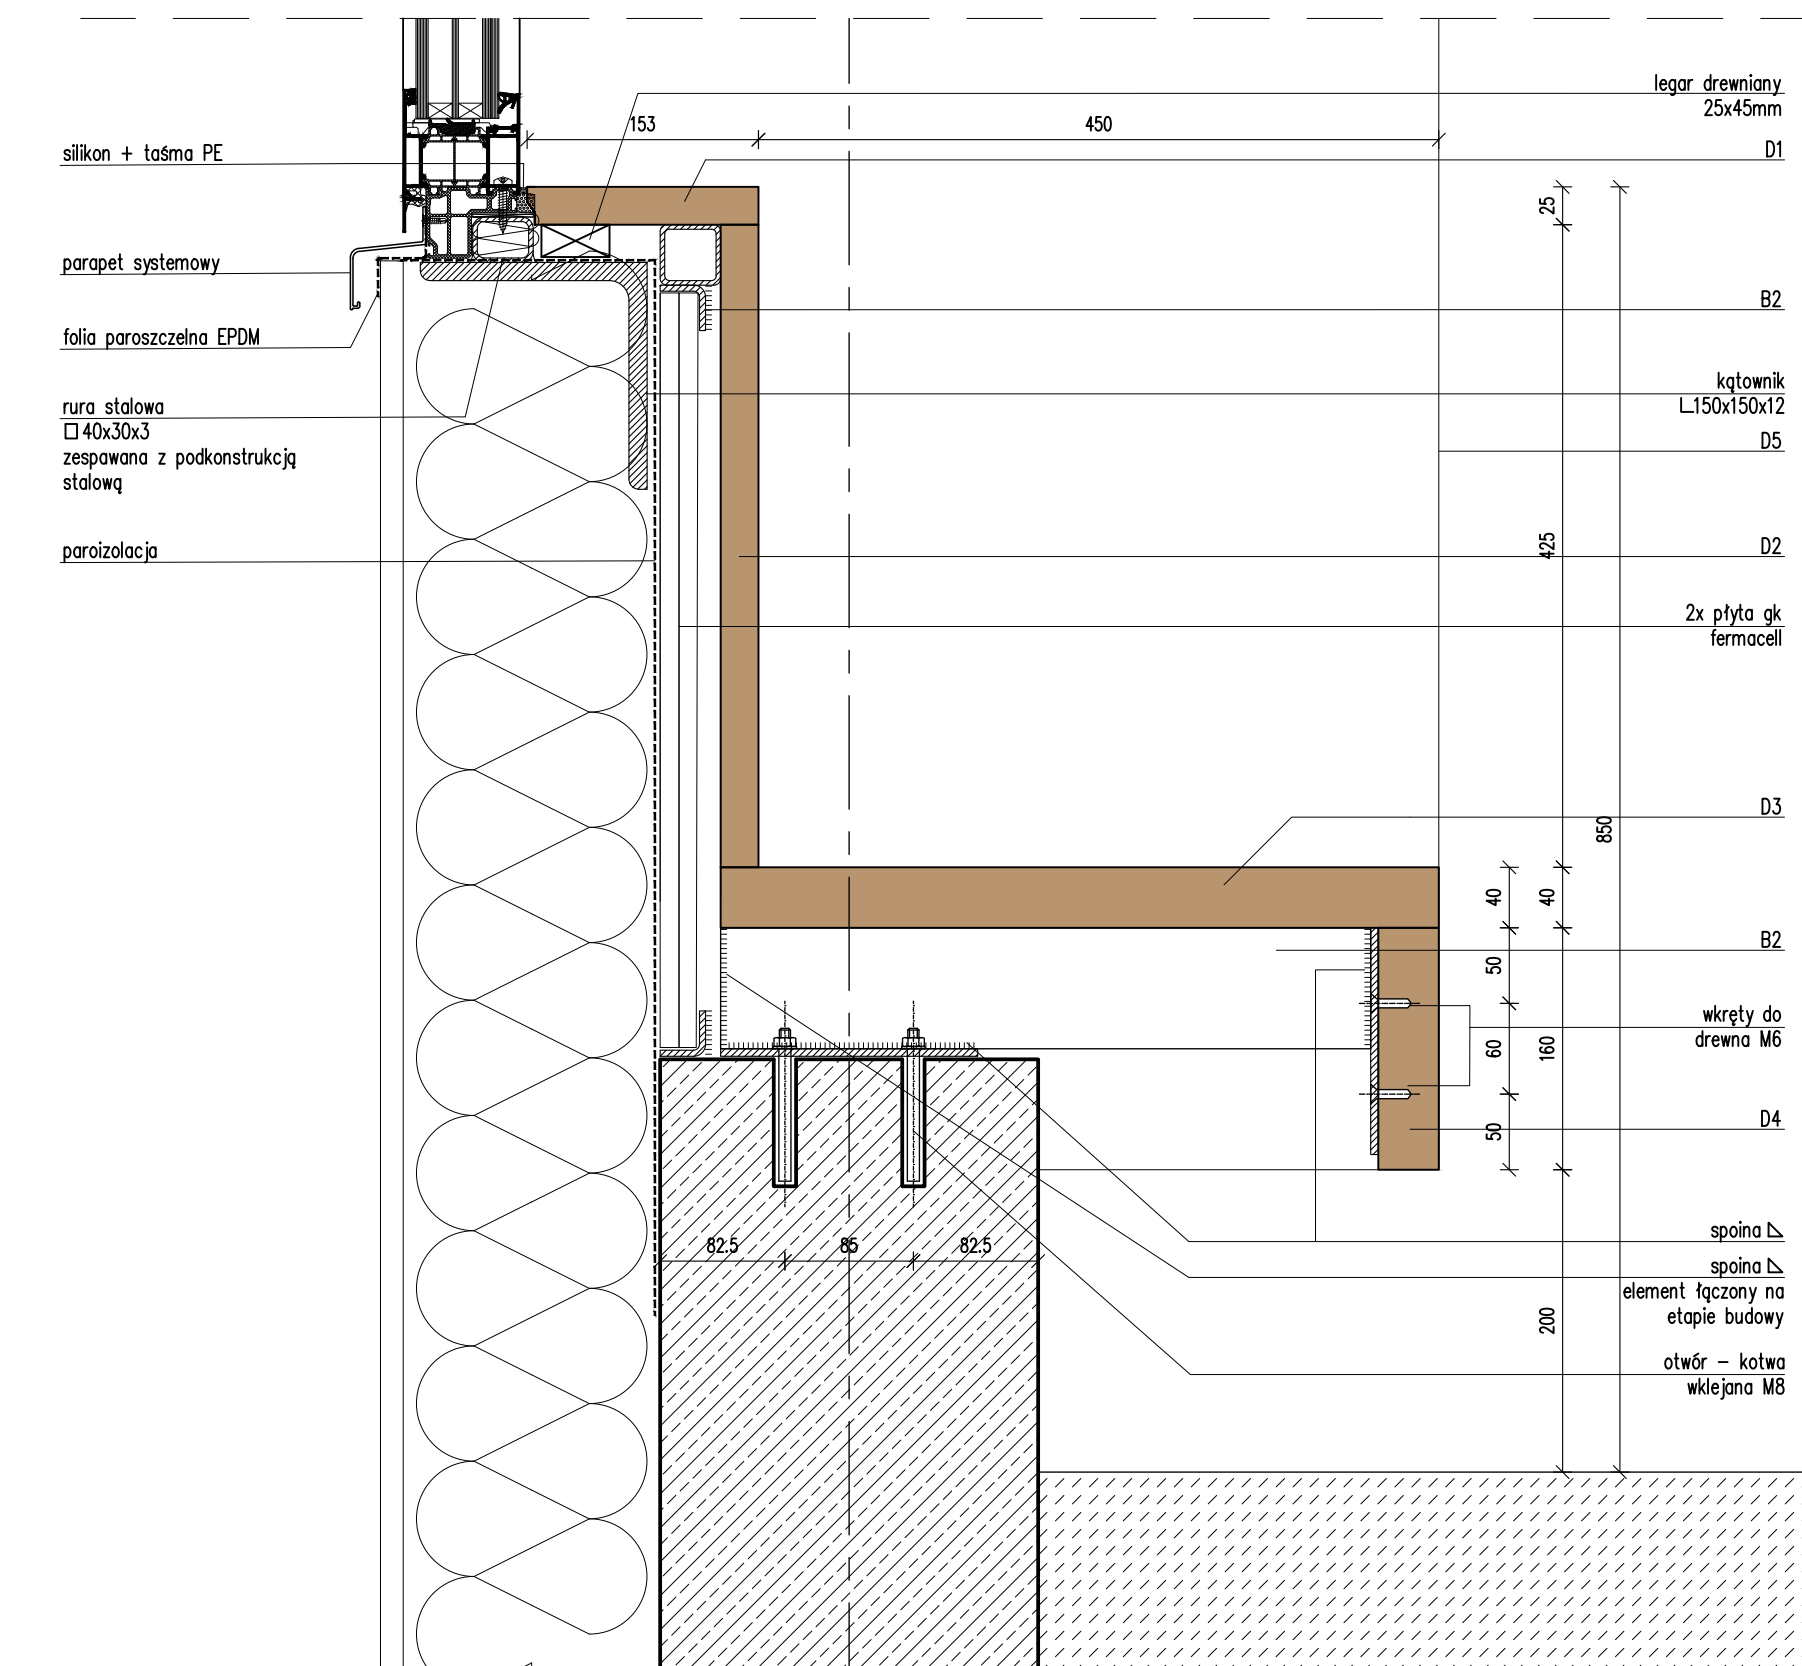 legar drewniany
25x45mm
153
450
D1
silikon + taśma PE
25
parapet systemowy
B2
folia paroszczelna EPDM
kątownik
L150x150x12
rura stalowa
□ 40x30x3
zespawana z podkonstrukcją
stalową
D5
425
D2
paroizolacja
2x płyta gk
fermacell
D3
850
40
40
B2
50
wkręty do
drewna M6
60
160
D4
50
82.5
85
82.5
spoina
spoina
element łączony na
etapie budowy
200
otwór – kotwa
wklejana M8